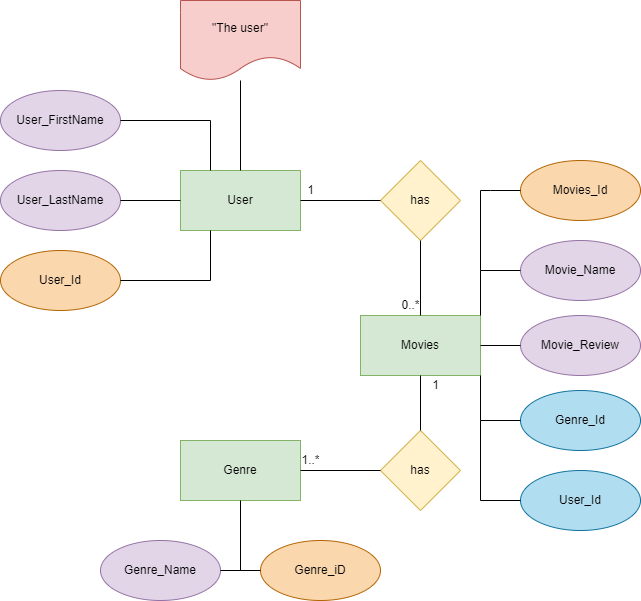 "The user"
User_FirstName
User_LastName
User_Id
User
1
has
0..*
Movies_Id
Movie_Name
Movies
Movie_Review
1
Genre_Id
User_Id
Genre
1..*
has
Genre_Name
Genre_iD